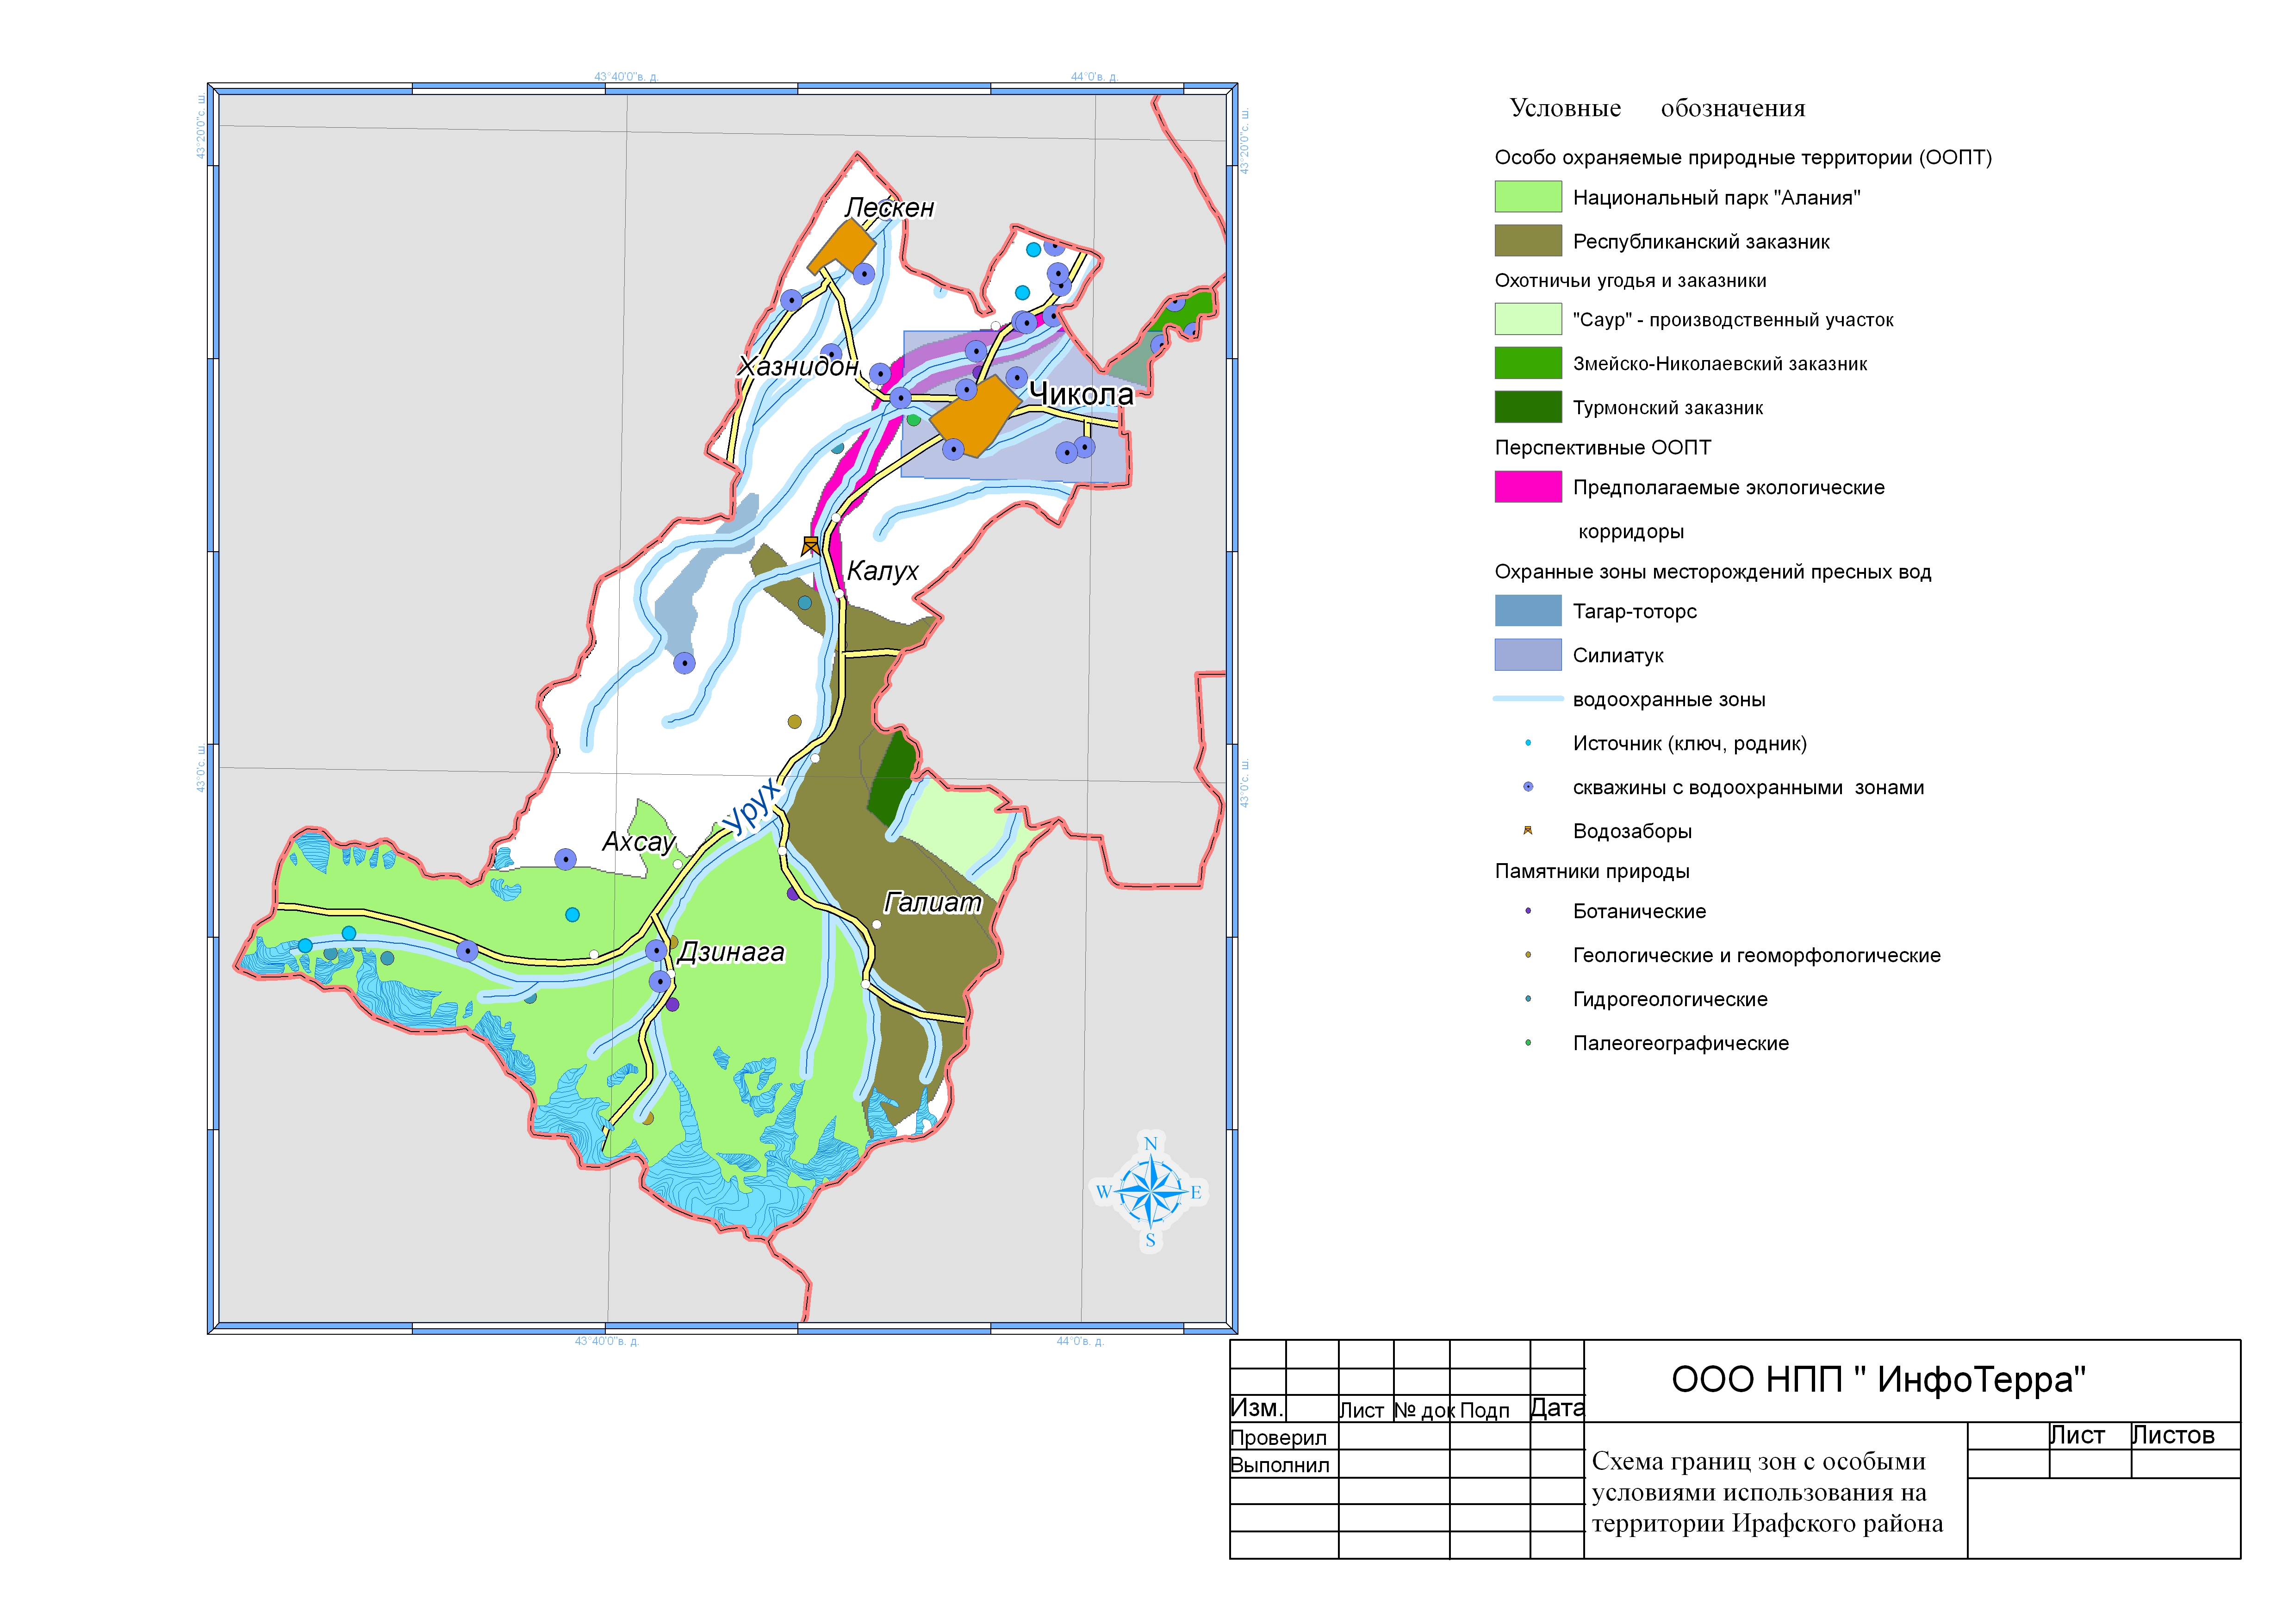 43°40'0"в. д.
44°0'в. д.
43°20'0"с. ш.
43°20'0"с. ш.
Лескен
Хазнидон
Чикола
Калух
43°0'с. ш.
43°0'с. ш.
Урух
Ахсау
Галиат
Дзинага
N
W
E
S
43°40'0"в. д.
44°0'в. д.
Условные обозначения
Особо охраняемые природные территории (ООПТ)
Национальный парк "Алания"
Республиканский заказник
Охотничьи угодья и заказники
"Саур" - производственный участок
Змейско-Николаевский заказник
Турмонский заказник
Перспективные ООПТ
Предполагаемые экологические
корридоры
Охранные зоны месторождений пресных вод
Тагар-тоторс
Силиатук
водоохранные зоны
Источник (ключ, родник)
скважины с водоохранными зонами
Водозаборы
Памятники природы
Ботанические
Геологические и геоморфологические
Гидрогеологические
Палеогеографические
ООО НПП " ИнфоТерра"
Изм. Лист № док Подп Дата
Проверил
Выполнил
Схема границ зон с особыми
условиями использования на
территории Ирафского района
Лист Листов